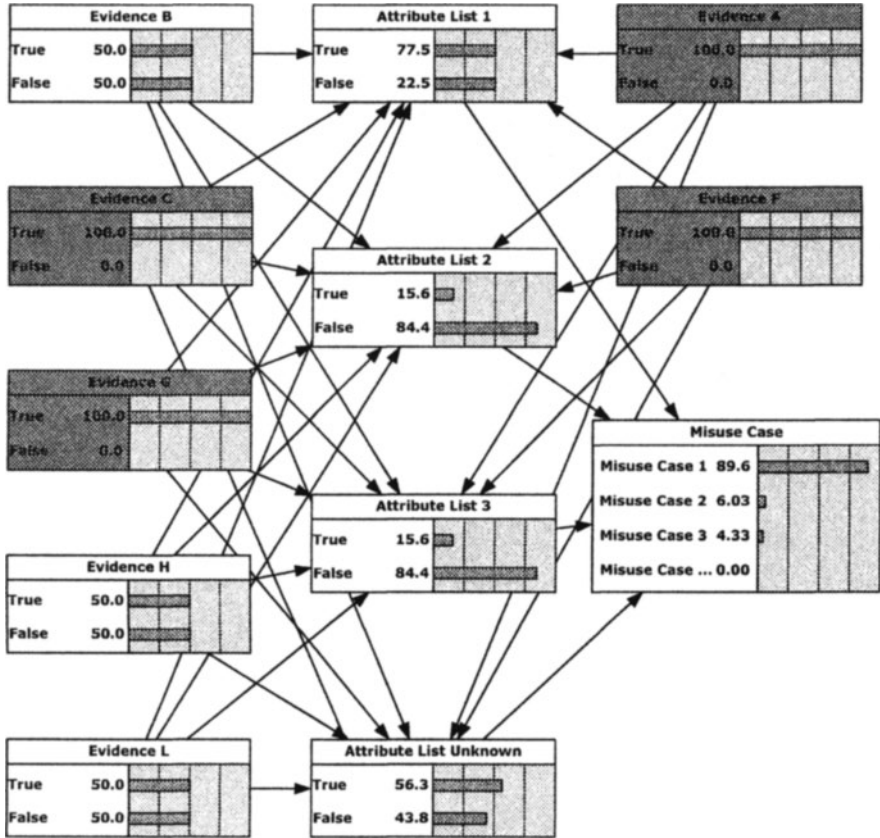 Evidence B
True 50.0
False 50.0
Attribute List 1
True 77.5
False 22.5
Evidence A
True 100.0
False 0.0
Evidence C
True 100.0
False 0.0
Attribute List 2
True 15.6
False 84.4
Evidence F
True 100.0
False 0.0
Evidence G
True 100.0
False 0.0
Misuse Case
Misuse Case 1 89.6
Misuse Case 2 6.03
Misuse Case 3 4.33
Misuse Case ... 0.00
Attribute List 3
True 15.6
False 84.4
Evidence H
True 50.0
False 50.0
Evidence L
True 50.0
False 50.0
Attribute List Unknown
True 56.3
False 43.8